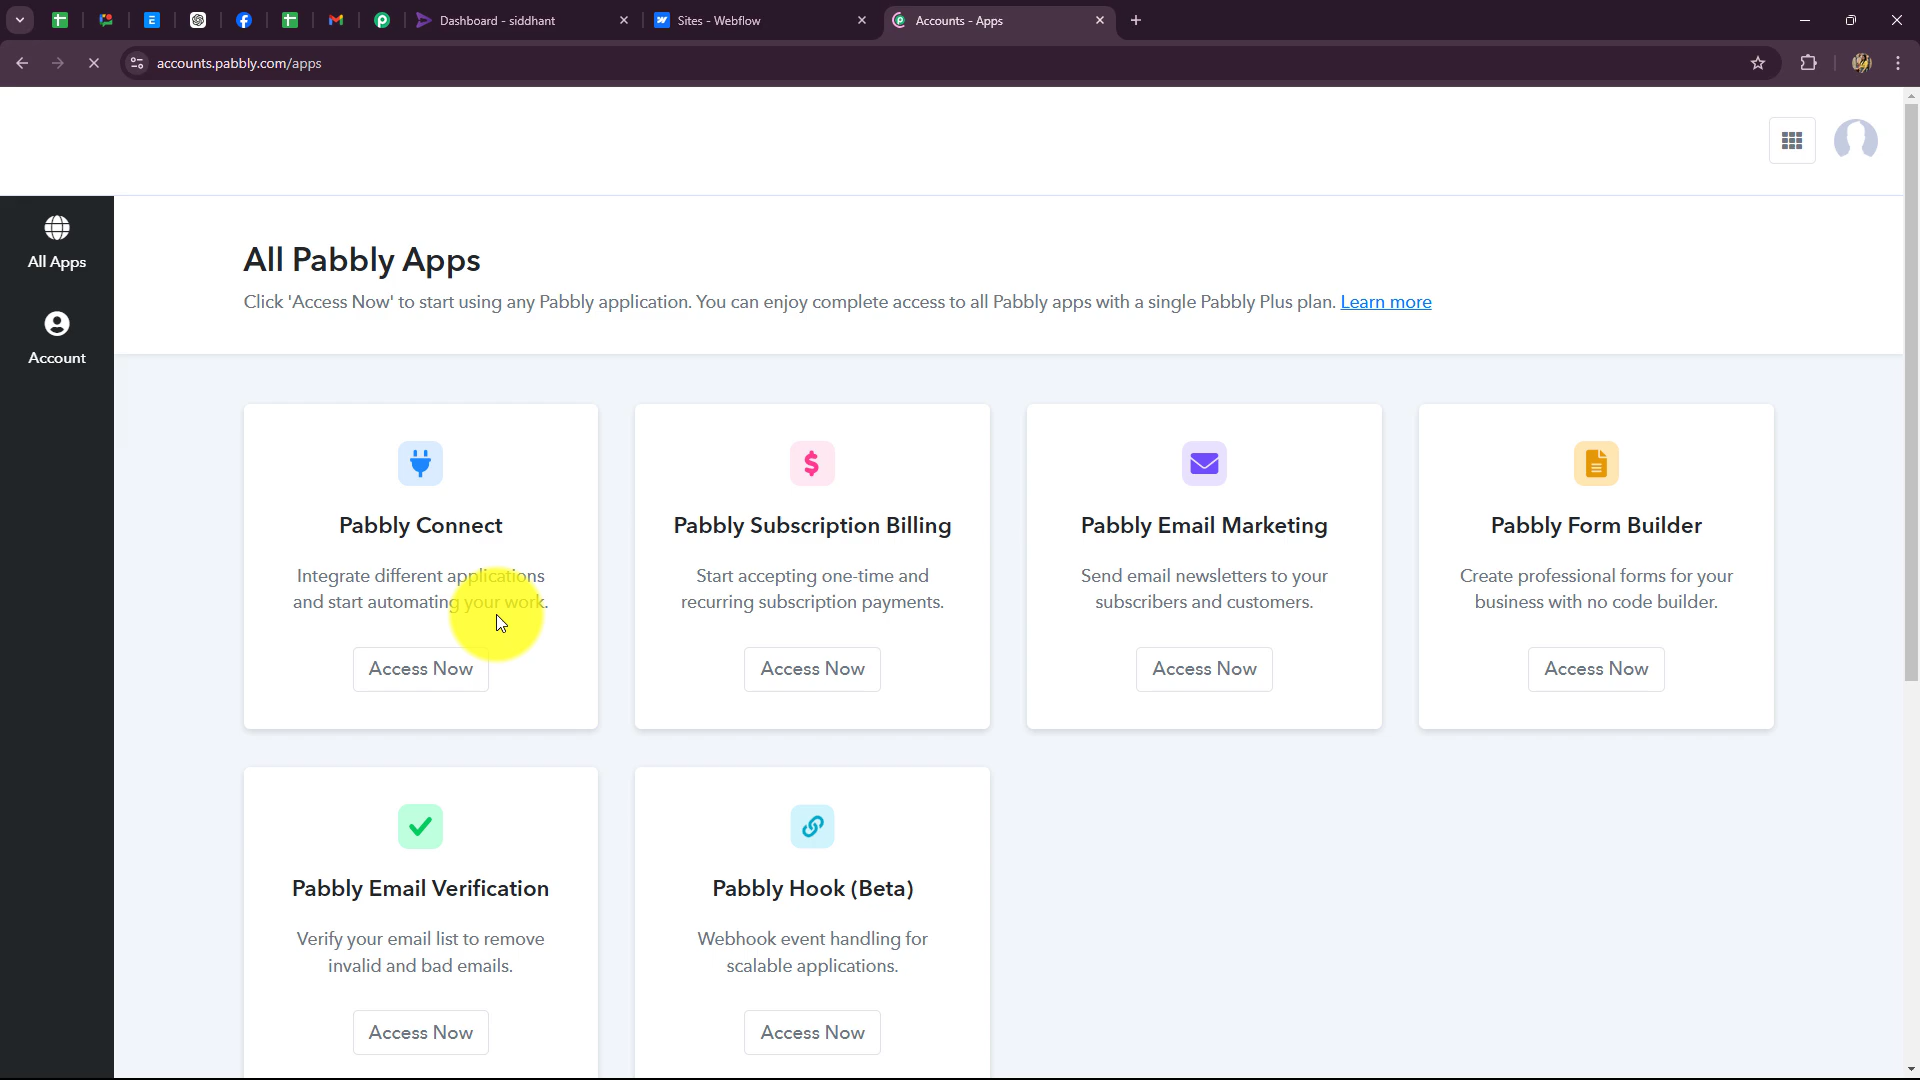 Dashboard - siddhant
Sites - Webflow
Accounts - Apps
accounts.pabbly.com/apps
All Apps
Account
All Pabbly Apps
Click 'Access Now' to start using any Pabbly application. You can enjoy complete access to all Pabbly apps with a single Pabbly Plus plan. Learn more
Pabbly Connect
Integrate different applications
and start automating your work.
Access Now
Pabbly Subscription Billing
Start accepting one-time and
recurring subscription payments.
Access Now
Pabbly Email Marketing
Send email newsletters to your
subscribers and customers.
Access Now
Pabbly Form Builder
Create professional forms for your
business with no code builder.
Access Now
Pabbly Email Verification
Verify your email list to remove
invalid and bad emails.
Access Now
Pabbly Hook (Beta)
Webhook event handling for
scalable applications.
Access Now